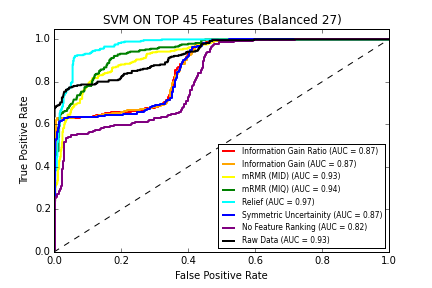 SVM ON TOP 45 Features (Balanced 27)
True Positive Rate
1.0
0.8
0.6
0.4
0.2
0.0
Information Gain Ratio (AUC = 0.87)
Information Gain (AUC = 0.87)
mRMR (MID) (AUC = 0.93)
mRMR (MIQ) (AUC = 0.94)
Relief (AUC = 0.97)
Symmetric Uncertainity (AUC = 0.87)
No Feature Ranking (AUC = 0.82)
Raw Data (AUC = 0.93)
0.0 0.2 0.4 0.6 0.8 1.0
False Positive Rate